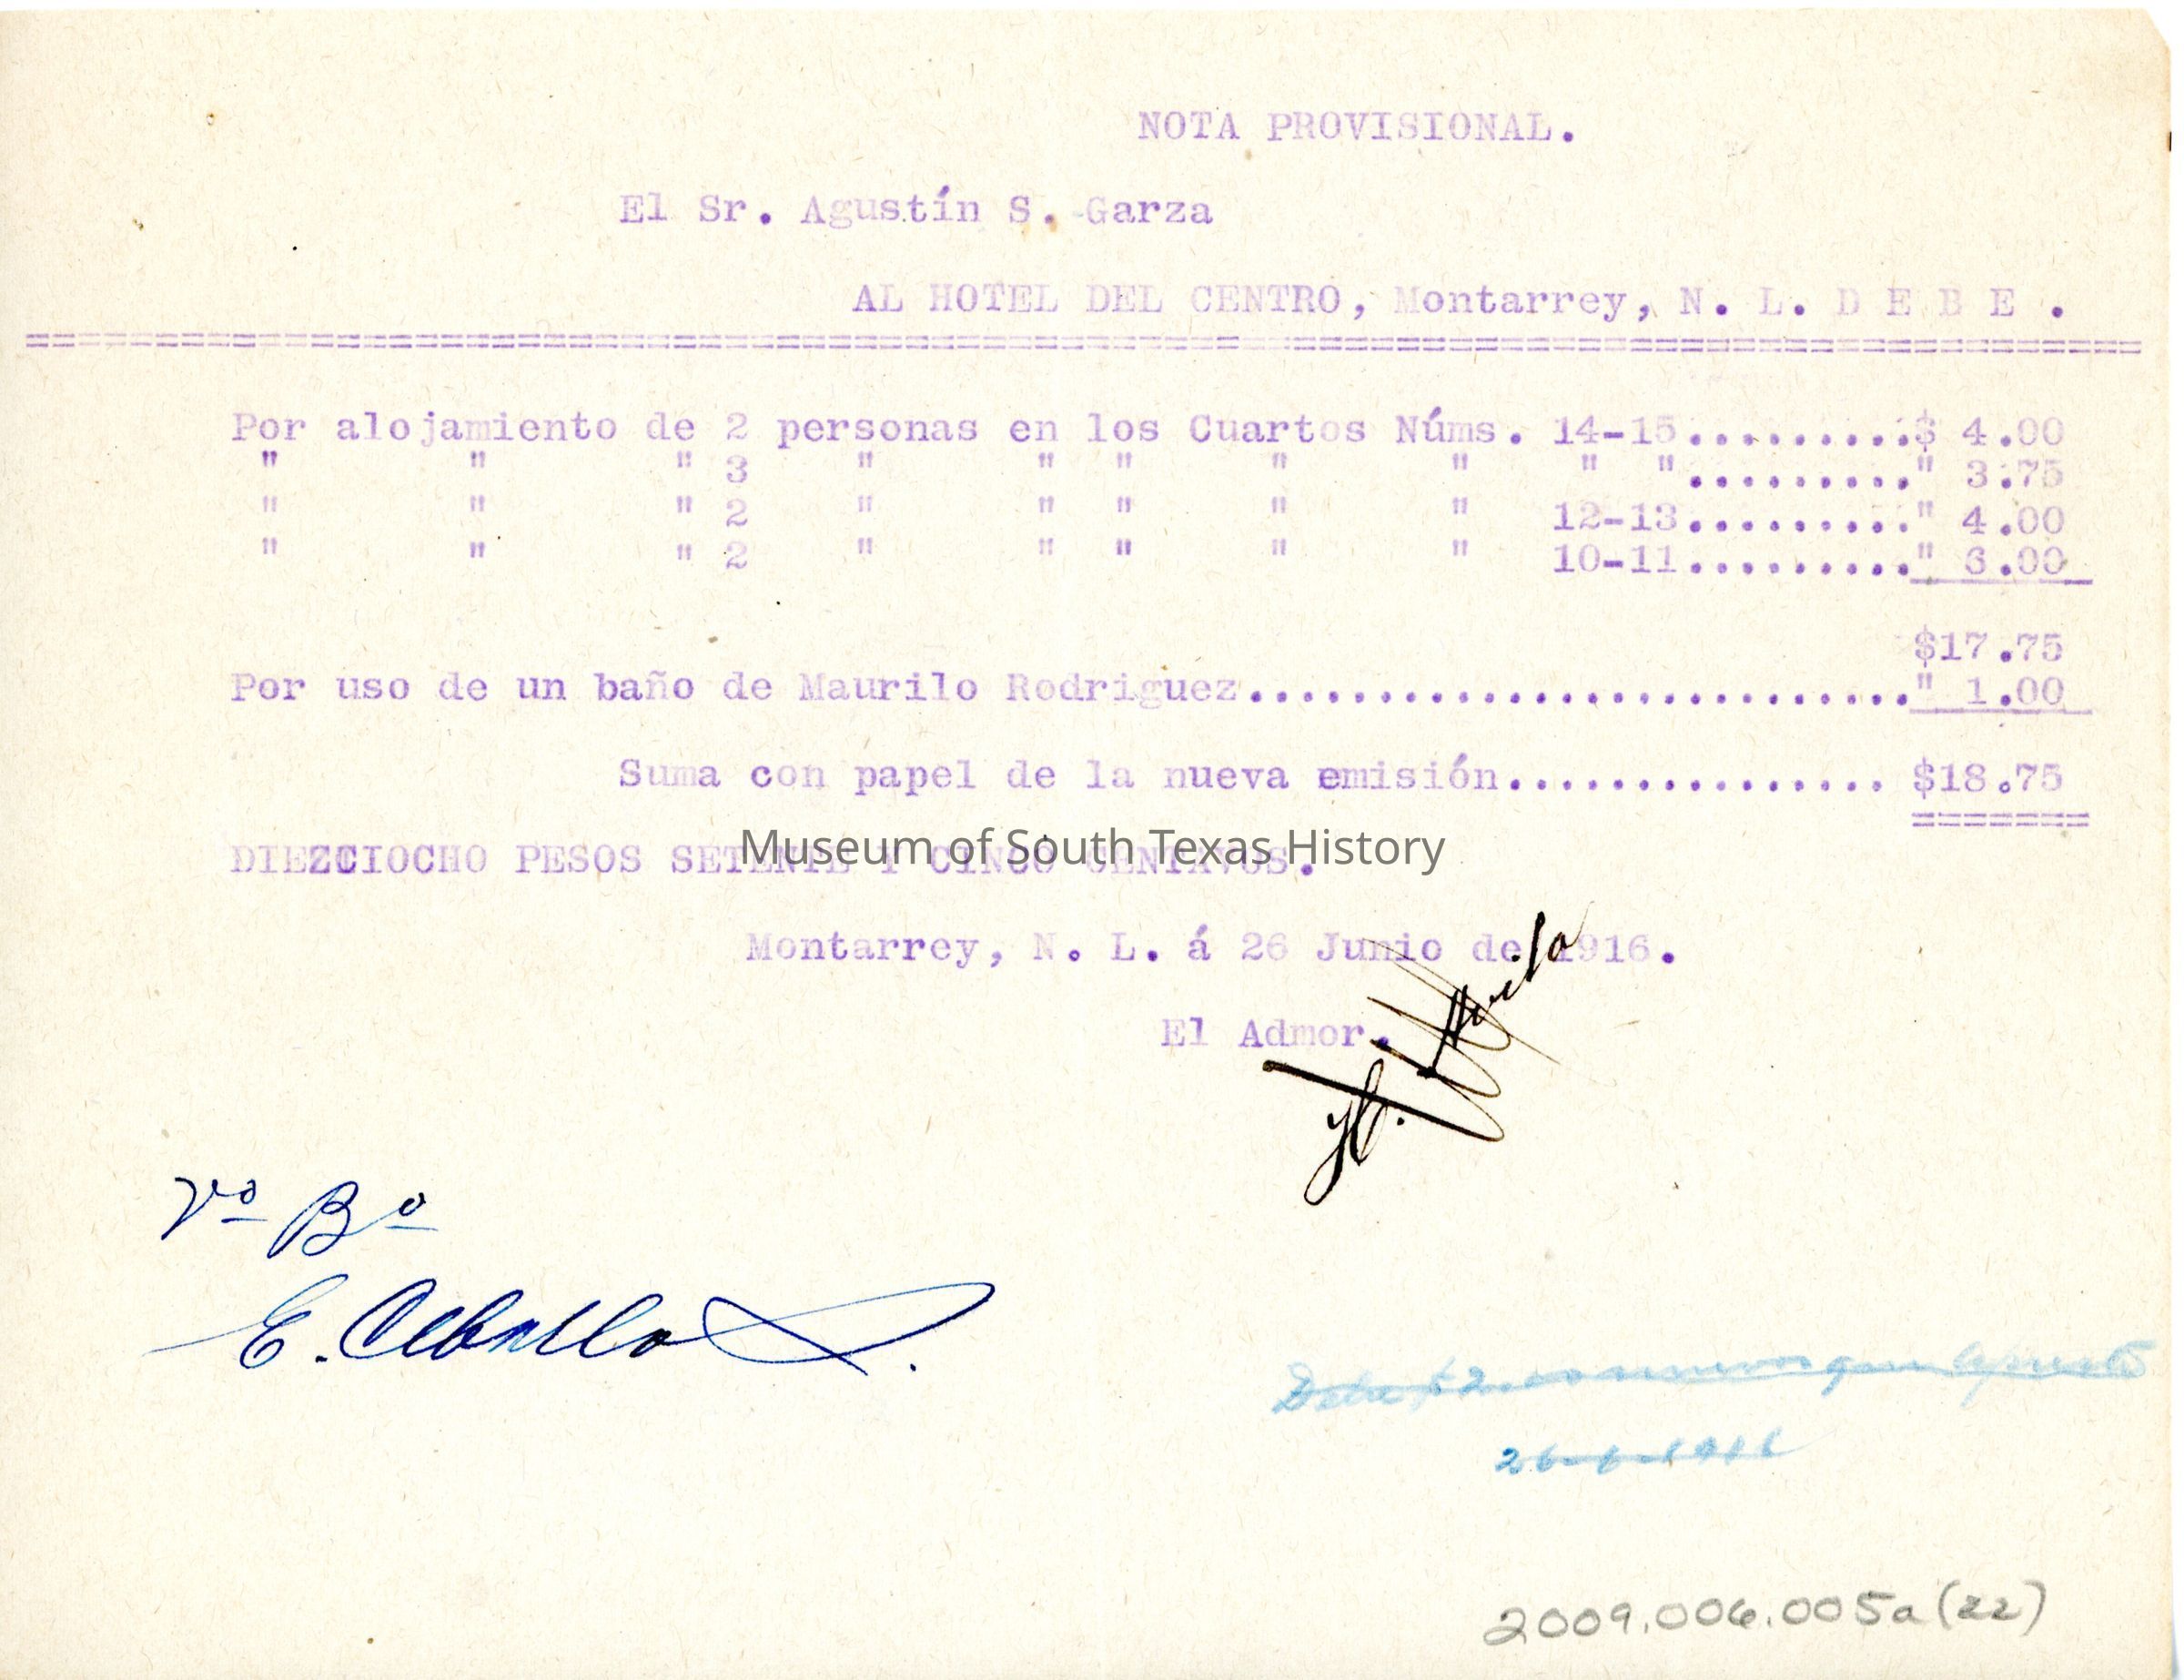 NOTA PROVISIONAL.
El Sr. Agustín S. Garza
AL HOTEL DEL CENTRO, Montarrey, N. L. D E B E .
================================================================================
Por alojamiento de 2 personas en los Cuartos Núms. 14-15.........$ 4.00
" " " 3 " " " " " " "........." 3.75
" " " 2 " " " " " 12-13........." 4.00
" " " 2 " " " " " 10-11........." 6.00
$17.75
Por uso de un baño de Maurilo Rodriguez.........................." 1.00
Suma con papel de la nueva emisión............... $18.75
=======
Museum of South Texas History
DIEZCIOCHO PESOS SETENTE Y CINCO CENTAVOS.
Montarrey, N. L. á 26 Junio de 1916.
El Admor.
Vo Bo
E. Ceballos.
26-6-1916
2009.006.005a(22)